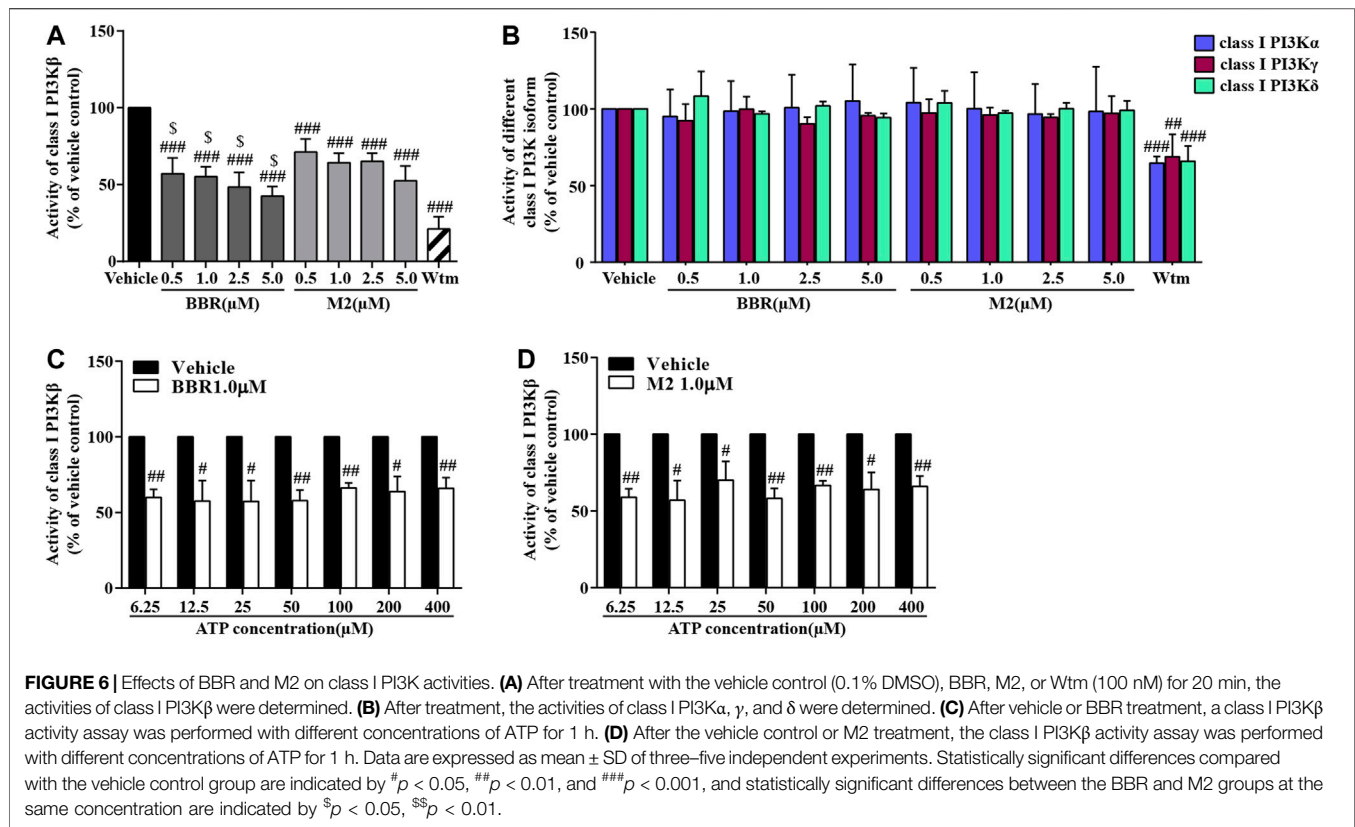 A
Activity of class I PI3Kβ
(% of vehicle control)
150
100
50
0
$ $ $ $
### ### ### ### ### ### ### ### ###
Vehicle 0.5 1.0 2.5 5.0 0.5 1.0 2.5 5.0 Wtm
BBR(μM) M2(μM)
B
Activity of different
class I PI3K isoform
(% of vehicle control)
150
100
50
0
class I PI3Kα
class I PI3Kγ
class I PI3Kδ
### ## ###
Vehicle 0.5 1.0 2.5 5.0 0.5 1.0 2.5 5.0 Wtm
BBR(μM) M2(μM)
C
Activity of class I PI3Kβ
(% of vehicle control)
150
100
50
0
Vehicle
BBR1.0μM
## # # ## ## # ##
6.25 12.5 25 50 100 200 400
ATP concentration(μM)
D
Activity of class I PI3Kβ
(% of vehicle control)
150
100
50
0
Vehicle
M2 1.0μM
## # # ## ## # ##
6.25 12.5 25 50 100 200 400
ATP concentration(μM)
FIGURE 6 | Effects of BBR and M2 on class I PI3K activities. (A) After treatment with the vehicle control (0.1% DMSO), BBR, M2, or Wtm (100 nM) for 20 min, the
activities of class I PI3Kβ were determined. (B) After treatment, the activities of class I PI3Kα, γ, and δ were determined. (C) After vehicle or BBR treatment, a class I PI3Kβ
activity assay was performed with different concentrations of ATP for 1 h. (D) After the vehicle control or M2 treatment, the class I PI3Kβ activity assay was performed
with different concentrations of ATP for 1 h. Data are expressed as mean ± SD of three–five independent experiments. Statistically significant differences compared
with the vehicle control group are indicated by #p < 0.05, ##p < 0.01, and ###p < 0.001, and statistically significant differences between the BBR and M2 groups at the
same concentration are indicated by $p < 0.05, $$p < 0.01.